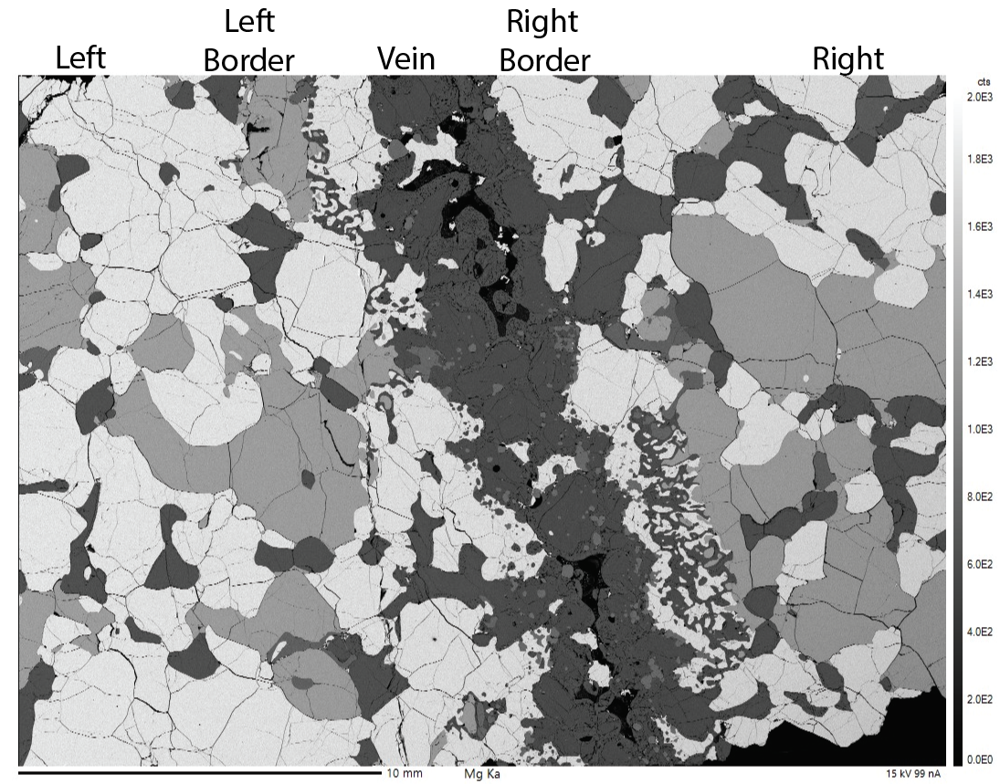 Left
Left
Border
Vein
Right
Border
Right
cts
2.0E3
1.8E3
1.6E3
1.4E3
1.2E3
1.0E3
8.0E2
6.0E2
4.0E2
2.0E2
0.0E0
10 mm
Mg Ka
15 kV 99 nA